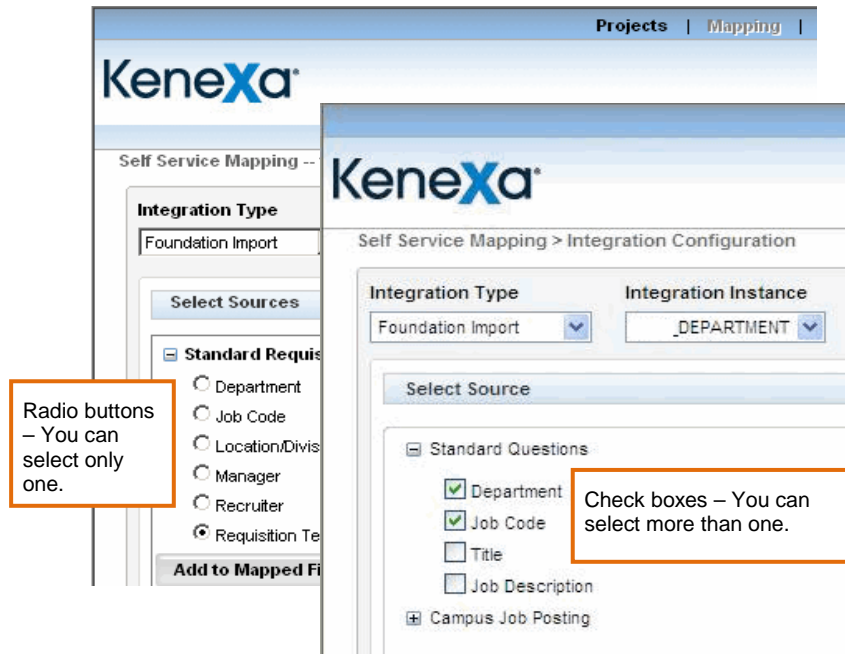 Projects | Mapping |
Kenexa
Self Service Mapping --
Integration Type
Foundation Import
Select Sources
Standard Requis
Department
Job Code
Location/Divis
Manager
Recruiter
Requisition Te
Add to Mapped Fi
Radio buttons
– You can
select only
one.
Kenexa
Self Service Mapping > Integration Configuration
Integration Type Integration Instance
Foundation Import _DEPARTMENT
Select Source
Standard Questions
Department
Job Code
Title
Job Description
Campus Job Posting
Check boxes – You can
select more than one.